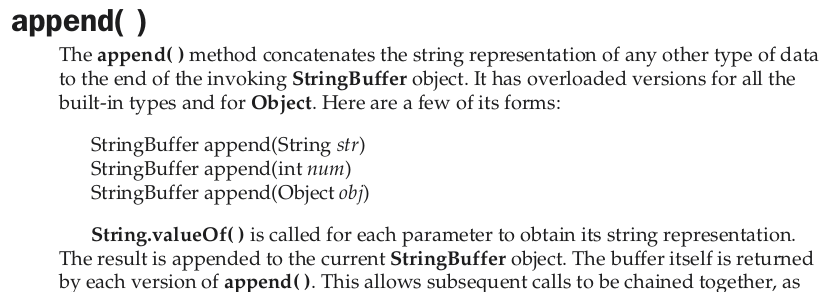 append( )
The append( ) method concatenates the string representation of any other type of data
to the end of the invoking StringBuffer object. It has overloaded versions for all the
built-in types and for Object. Here are a few of its forms:
StringBuffer append(String str)
StringBuffer append(int num)
StringBuffer append(Object obj)
String.valueOf( ) is called for each parameter to obtain its string representation.
The result is appended to the current StringBuffer object. The buffer itself is returned
by each version of append( ). This allows subsequent calls to be chained together, as